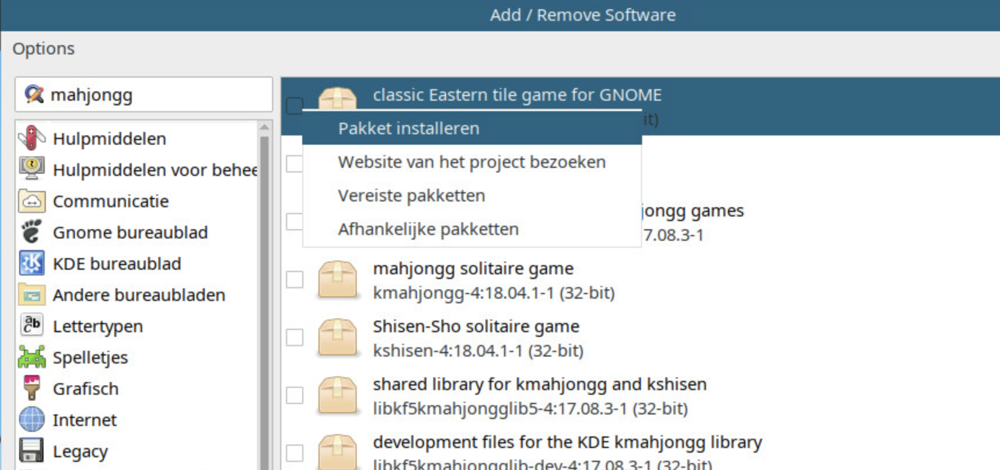 Add / Remove Software
Options
mahjongg
Hulpmiddelen
Hulpmiddelen voor behee
Communicatie
Gnome bureaublad
KDE bureaublad
Andere bureaubladen
Lettertypen
Spelletjes
Grafisch
Internet
Legacy
classic Eastern tile game for GNOME
it)
Pakket installeren
Website van het project bezoeken
Vereiste pakketten
Afhankelijke pakketten
jongg games
7.08.3-1
mahjongg solitaire game
kmahjongg-4:18.04.1-1 (32-bit)
Shisen-Sho solitaire game
kshisen-4:18.04.1-1 (32-bit)
shared library for kmahjongg and kshisen
libkf5kmahjongglib5-4:17.08.3-1 (32-bit)
development files for the KDE kmahjongg library
libkf5kmahjongglib-dev-4:17.08.3-1 (32-bit)